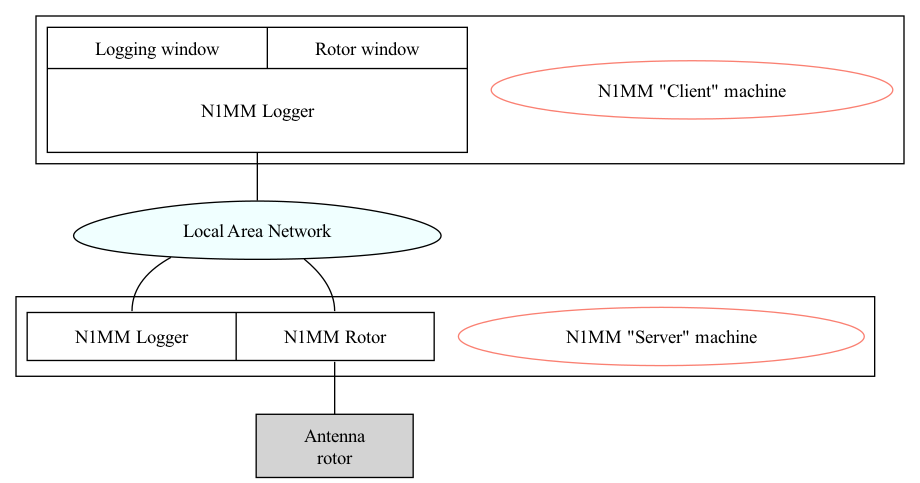 Logging window
Rotor window
N1MM Logger
N1MM "Client" machine
Local Area Network
N1MM Logger
N1MM Rotor
N1MM "Server" machine
Antenna
rotor